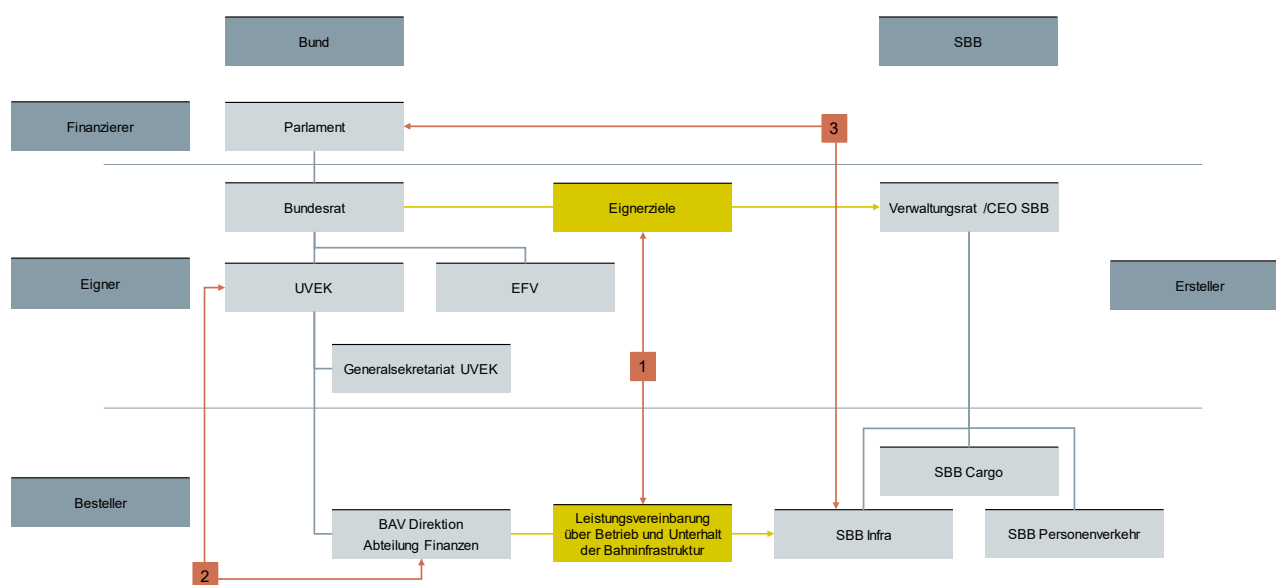 Bund
SBB
Finanzierer
Parlament
3
Bundesrat
Eignerziele
Verwaltungsrat /CEO SBB
Eigner
UVEK
EFV
Ersteller
Generalsekretariat UVEK
1
SBB Cargo
Besteller
BAV Direktion
Abteilung Finanzen
Leistungsvereinbarung
über Betrieb und Unterhalt
der Bahninfrastruktur
SBB Infra
SBB Personenverkehr
2